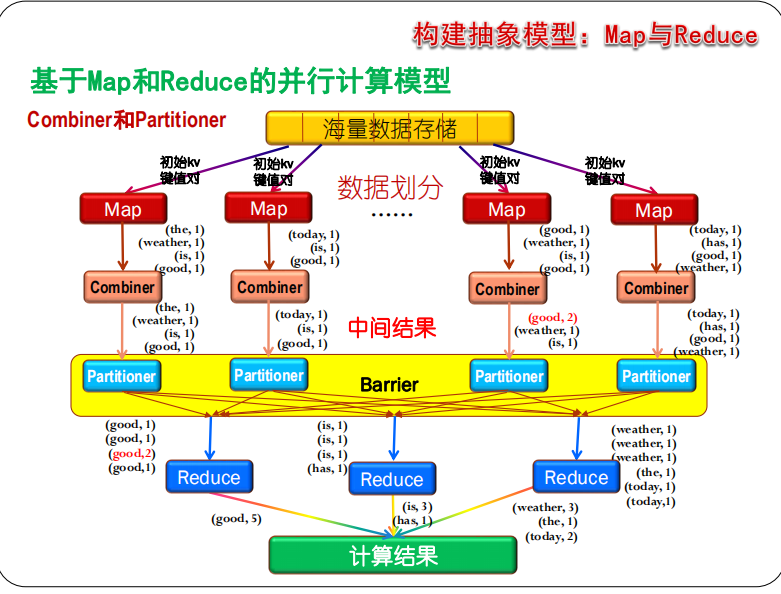 构建抽象模型：Map与Reduce
基于Map和Reduce的并行计算模型
Combiner和Partitioner
海量数据存储
初始kv
键值对
初始kv
键值对
初始kv
键值对
初始kv
键值对
数据划分
......
Map
Map
Map
Map
(the, 1)
(weather, 1)
(is, 1)
(good, 1)
(today, 1)
(is, 1)
(good, 1)
(good, 1)
(weather, 1)
(is, 1)
(good, 1)
(today, 1)
(has, 1)
(good, 1)
(weather, 1)
Combiner
Combiner
Combiner
Combiner
(the, 1)
(weather, 1)
(is, 1)
(good, 1)
(today, 1)
(is, 1)
(good, 1)
中间结果
(good, 2)
(weather, 1)
(is, 1)
(today, 1)
(has, 1)
(good, 1)
(weather, 1)
Partitioner
Partitioner
Barrier
Partitioner
Partitioner
(good, 1)
(good, 1)
(good,2)
(good,1)
(is, 1)
(is, 1)
(is, 1)
(has, 1)
(weather, 1)
(weather, 1)
(weather, 1)
(the, 1)
(today, 1)
(today,1)
Reduce
Reduce
Reduce
(good, 5)
(is, 3)
(has, 1)
(weather, 3)
(the, 1)
(today, 2)
计算结果